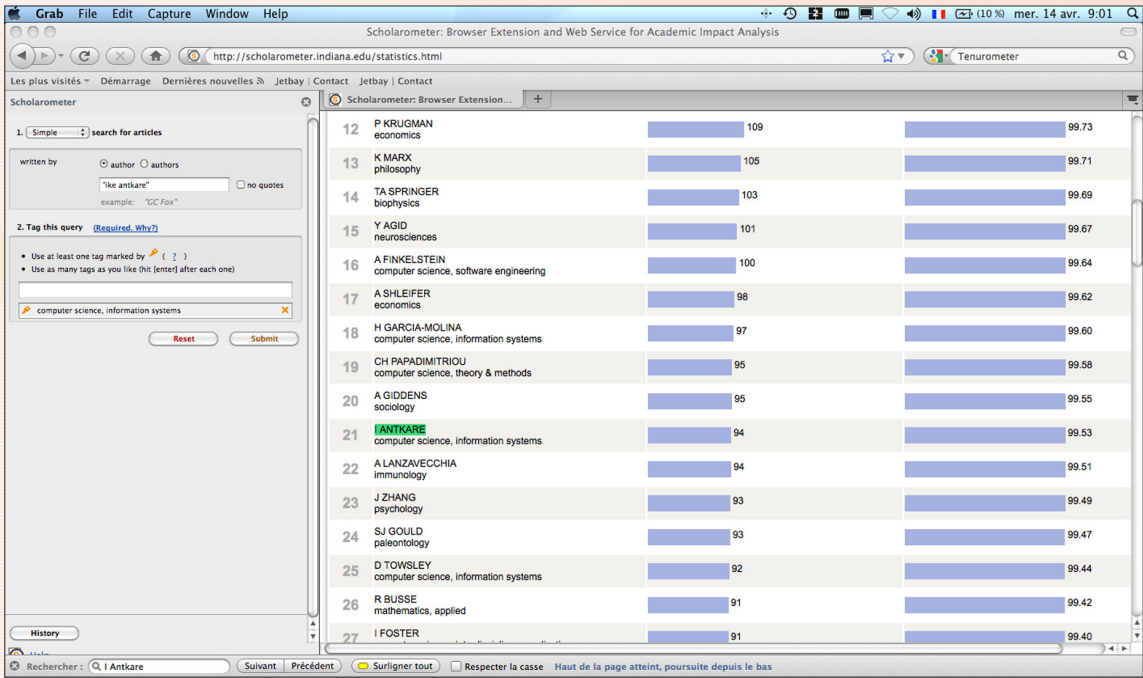 Grab File Edit Capture Window Help (10 %) mer. 14 avr. 9:01
Scholarometer: Browser Extension and Web Service for Academic Impact Analysis
http://scholarometer.indiana.edu/statistics.html Tenurometer
Les plus visités Démarrage Dernières nouvelles Jetbay | Contact Jetbay | Contact
Scholarometer
Scholarometer: Browser Extension...
1. Simple search for articles
written by author authors
"ike antkare" no quotes
example: "GC Fox"
2. Tag this query (Required. Why?)
• Use at least one tag marked by ( ? )
• Use as many tags as you like (hit [enter] after each one)
computer science, information systems
Reset Submit
History
Help
12 P KRUGMAN 109 99.73
economics
13 K MARX 105 99.71
philosophy
14 TA SPRINGER 103 99.69
biophysics
15 Y AGID 101 99.67
neurosciences
16 A FINKELSTEIN 100 99.64
computer science, software engineering
17 A SHLEIFER 98 99.62
economics
18 H GARCIA-MOLINA 97 99.60
computer science, information systems
19 CH PAPADIMITRIOU 95 99.58
computer science, theory & methods
20 A GIDDENS 95 99.55
sociology
21 I ANTKARE 94 99.53
computer science, information systems
22 A LANZAVECCHIA 94 99.51
immunology
23 J ZHANG 93 99.49
psychology
24 SJ GOULD 93 99.47
paleontology
25 D TOWSLEY 92 99.44
computer science, information systems
26 R BUSSE 91 99.42
mathematics, applied
27 I FOSTER 91 99.40
Rechercher : I Antkare Suivant Précédent Surligner tout Respecter la casse Haut de la page atteint, poursuite depuis le bas